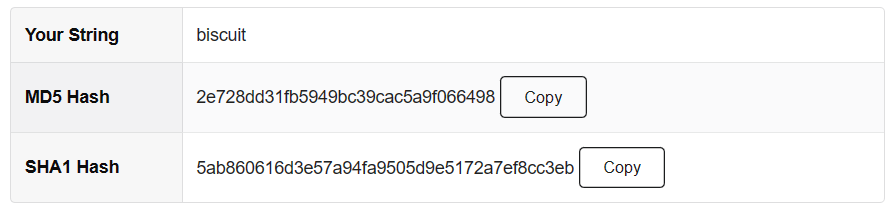 Your String biscuit
MD5 Hash 2e728dd31fb5949bc39cac5a9f066498 Copy
SHA1 Hash 5ab860616d3e57a94fa9505d9e5172a7ef8cc3eb Copy